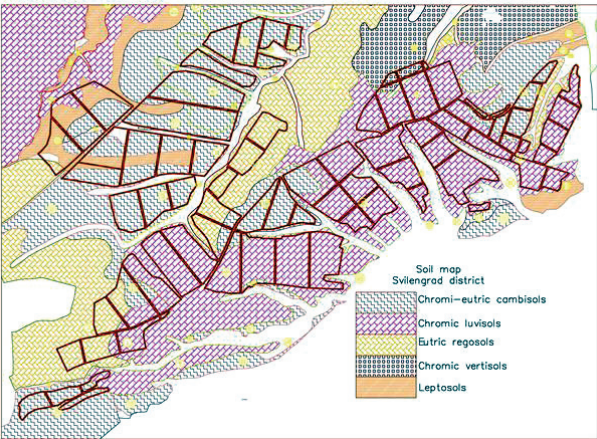 Soil map
Svilengrad district
Chromi-eutric cambisols
Chromic luvisols
Eutric regosols
Chromic vertisols
Leptosols